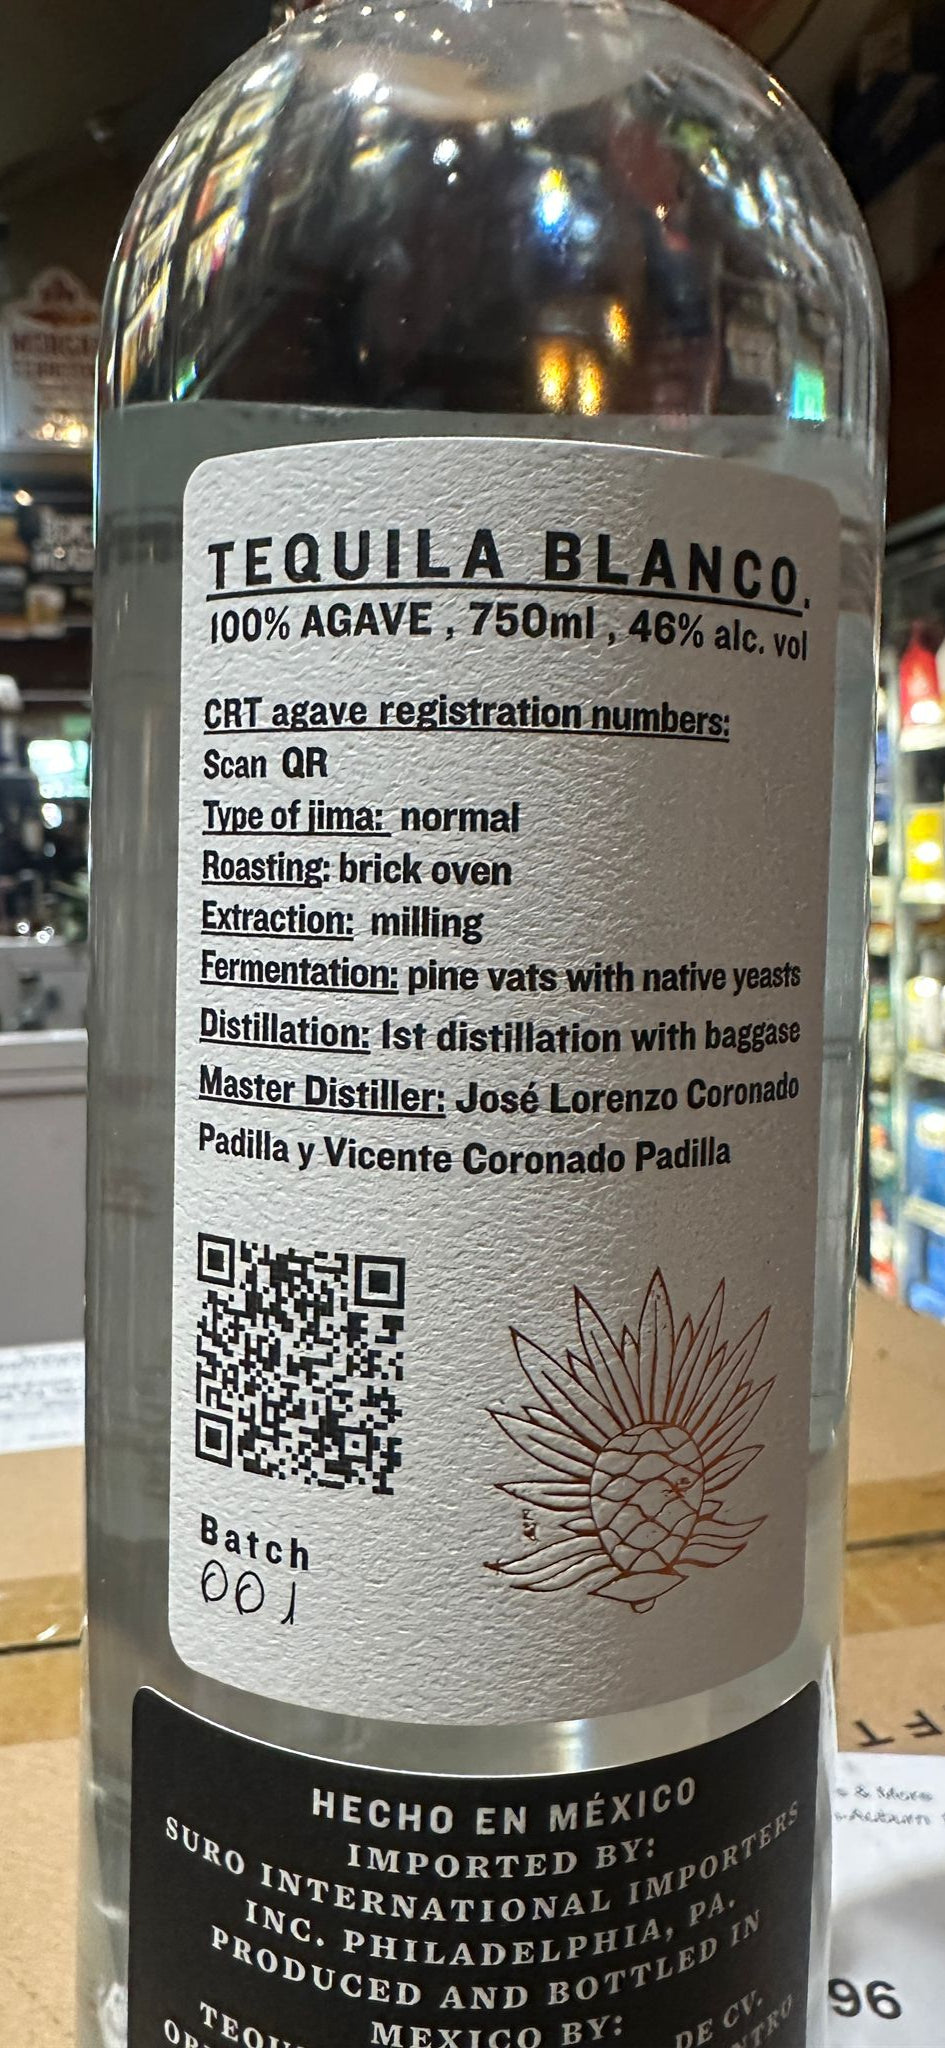 TEQUILA BLANCO.
100% AGAVE , 750ml , 46% alc. vol
CRT agave registration numbers:
Scan QR
Type of jima: normal
Roasting: brick oven
Extraction: milling
Fermentation: pine vats with native yeasts
Distillation: 1st distillation with baggase
Master Distiller: José Lorenzo Coronado
Padilla y Vicente Coronado Padilla
Batch
001
HECHO EN MÉXICO
IMPORTED BY:
SURO INTERNATIONAL IMPORTERS
INC. PHILADELPHIA, PA.
PRODUCED AND BOTTLED IN
MEXICO BY:
DE CV.
& More
96